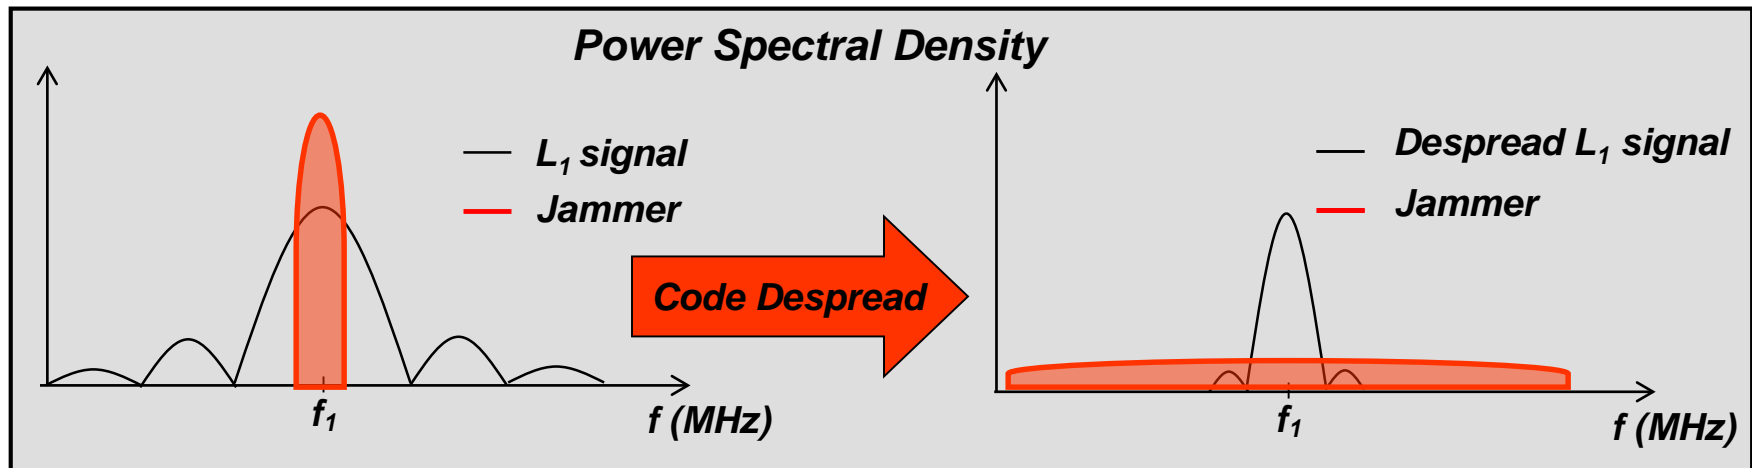 Power Spectral Density
L₁ signal
Jammer
f₁
f (MHz)
Code Despread
Despread L₁ signal
Jammer
f₁
f (MHz)